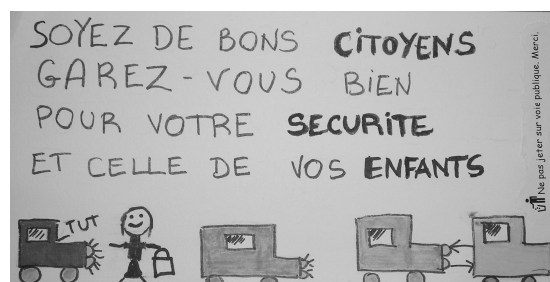 SOYEZ DE BONS CiTOYENS
GAREZ-VOUS BiEN
POUR VOTRE SECURiTE
ET CELLE DE VOS ENFANTS
TUT
Ne pas jeter sur voie publique. Merci.